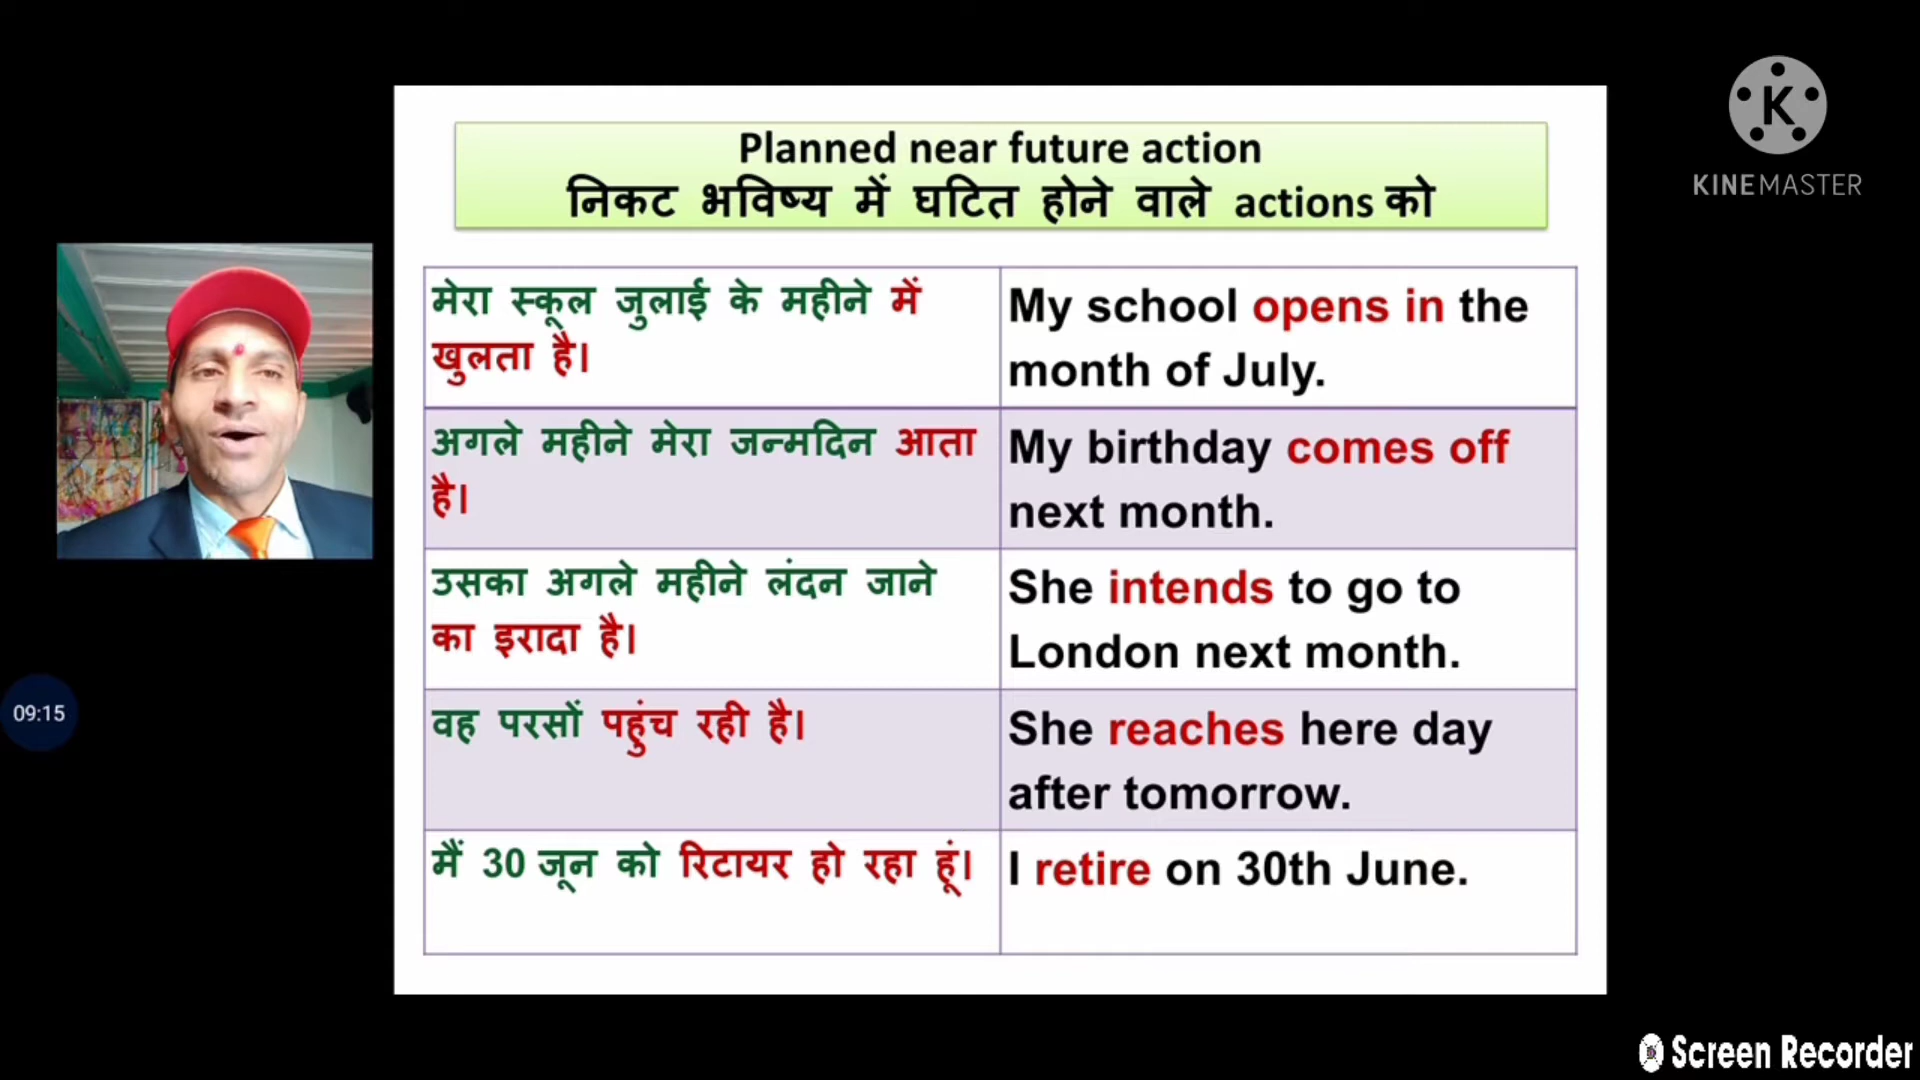 Planned near future action
निकट भविष्य में घटित होने वाले actions को
K
KINEMASTER
मेरा स्कूल जुलाई के महीने में
खुलता है।
My school opens in the
month of July.
अगले महीने मेरा जन्मदिन आता
है।
My birthday comes off
next month.
उसका अगले महीने लंदन जाने
का इरादा है।
She intends to go to
London next month.
09:15
वह परसों पहुंच रही है।
She reaches here day
after tomorrow.
मैं 30 जून को रिटायर हो रहा हूं।
I retire on 30th June.
Screen Recorder